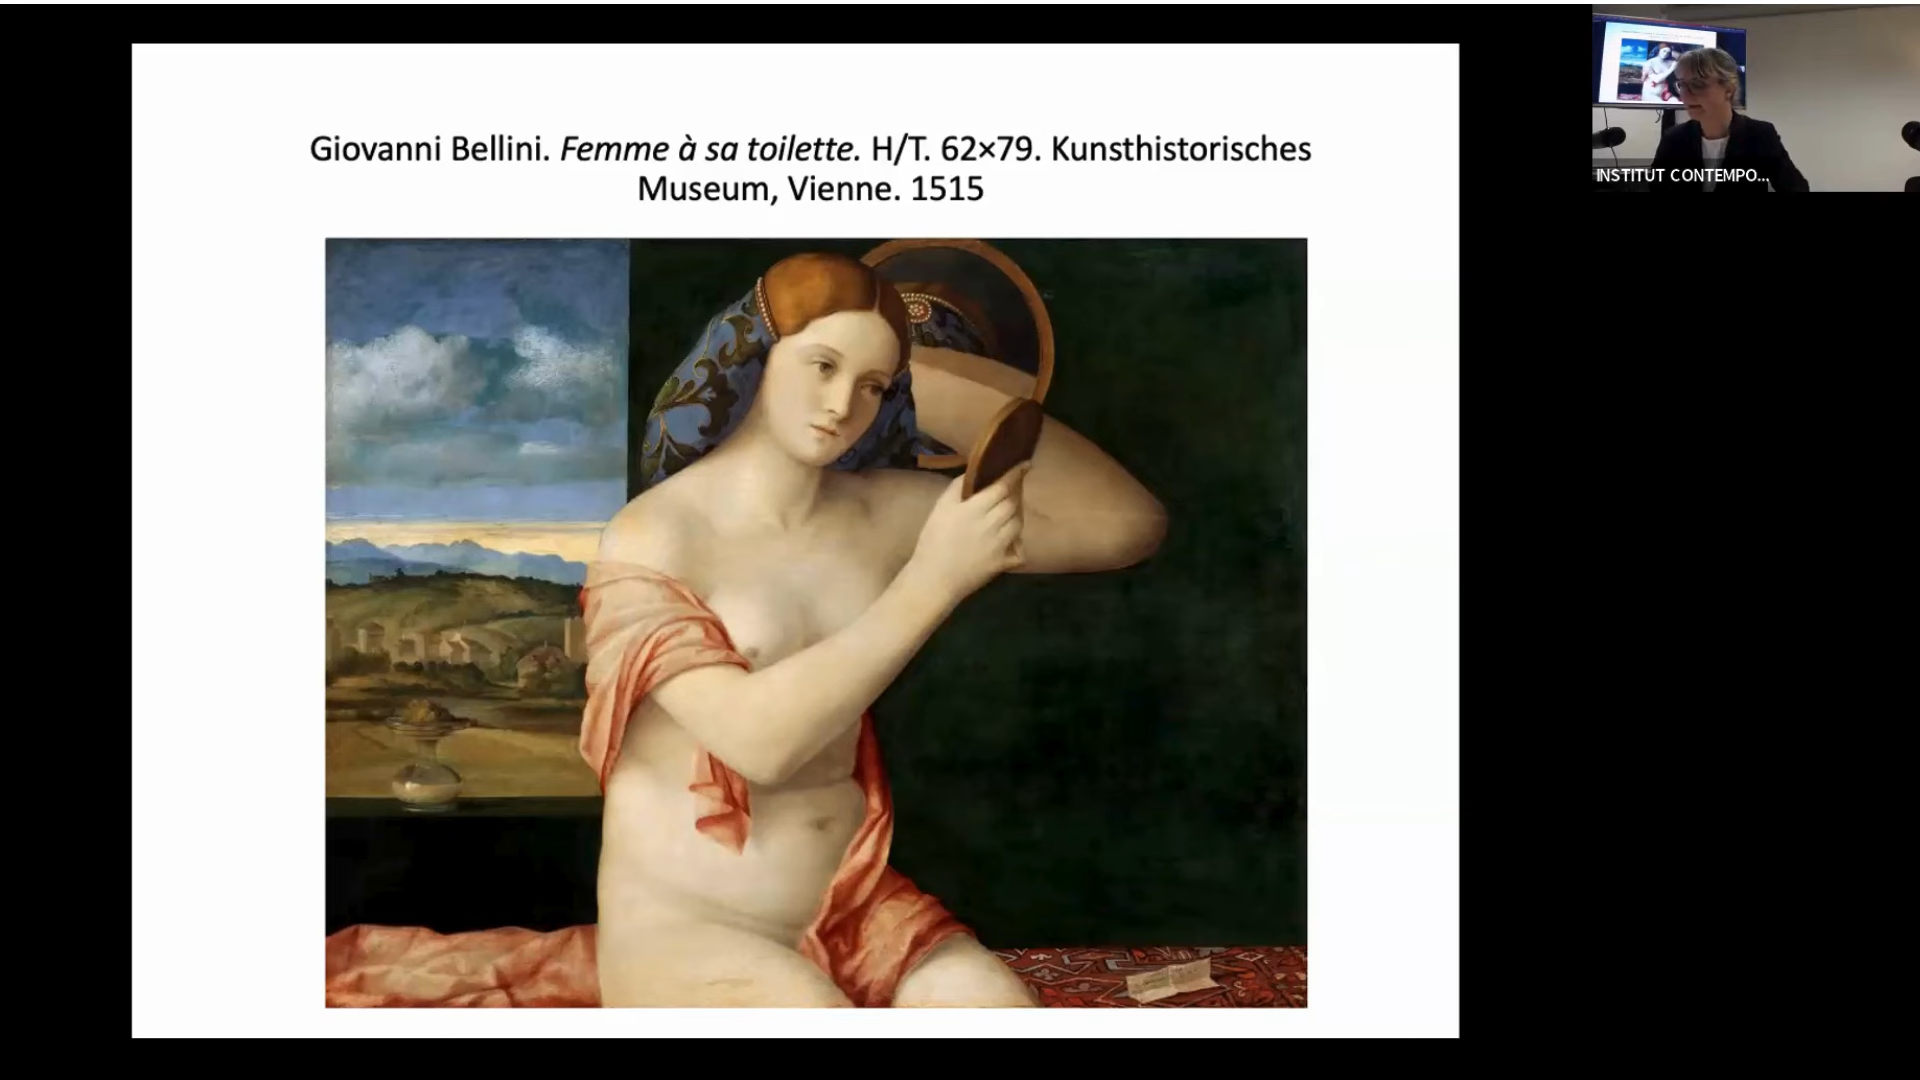 Giovanni Bellini. Femme à sa toilette. H/T. 62×79. Kunsthistorisches
Museum, Vienne. 1515
INSTITUT CONTEMPO...